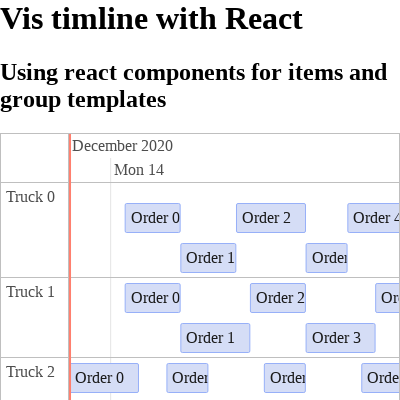 Vis timline with React
Using react components for items and
group templates
December 2020
Mon 14
Truck 0
Order 0
Order 2
Order 4
Order 1
Order
Truck 1
Order 0
Order 2
Or
Order 1
Order 3
Truck 2
Order 0
Order
Order
Orde